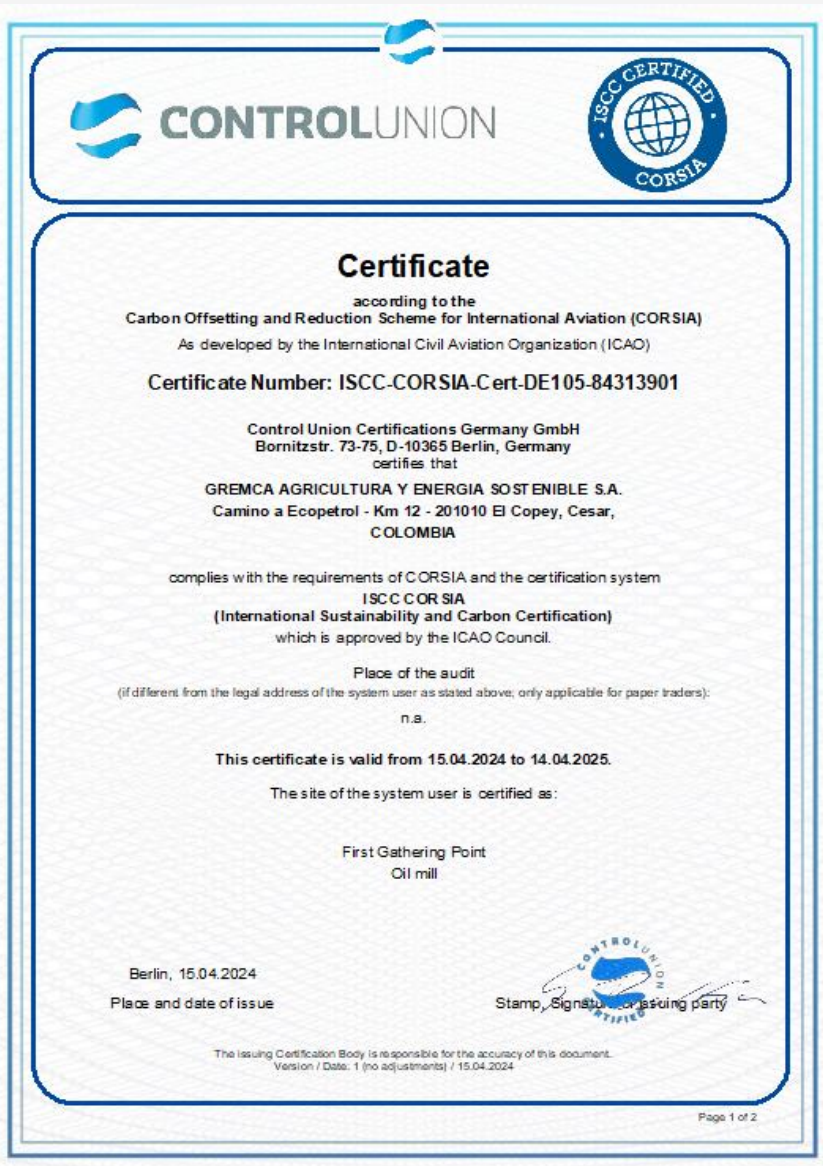 CONTROLUNION
ISCC CERTIFIED
CORSIA
Certificate
according to the
Carbon Offsetting and Reduction Scheme for International Aviation (CORSIA)
As developed by the International Civil Aviation Organization (ICAO)
Certificate Number: ISCC-CORSIA-Cert-DE105-84313901
Control Union Certifications Germany GmbH
Bornitzstr. 73-75, D-10365 Berlin, Germany
certifies that
GREMCA AGRICULTURA Y ENERGIA SOSTENIBLE S.A.
Camino a Ecopetrol - Km 12 - 201010 El Copey, Cesar,
COLOMBIA
complies with the requirements of CORSIA and the certification system
ISCC CORSIA
(International Sustainability and Carbon Certification)
which is approved by the ICAO Council.
Place of the audit
(if different from the legal address of the system user as stated above; only applicable for paper traders):
n.a.
This certificate is valid from 15.04.2024 to 14.04.2025.
The site of the system user is certified as:
First Gathering Point
Oil mill
CONTROLUNION
CERTIFIED
Berlin, 15.04.2024
Place and date of issue
Stamp, Signature of issuing party
The issuing Certification Body is responsible for the accuracy of this document.
Version / Date: 1 (no adjustments) / 15.04.2024
Page 1 of 2